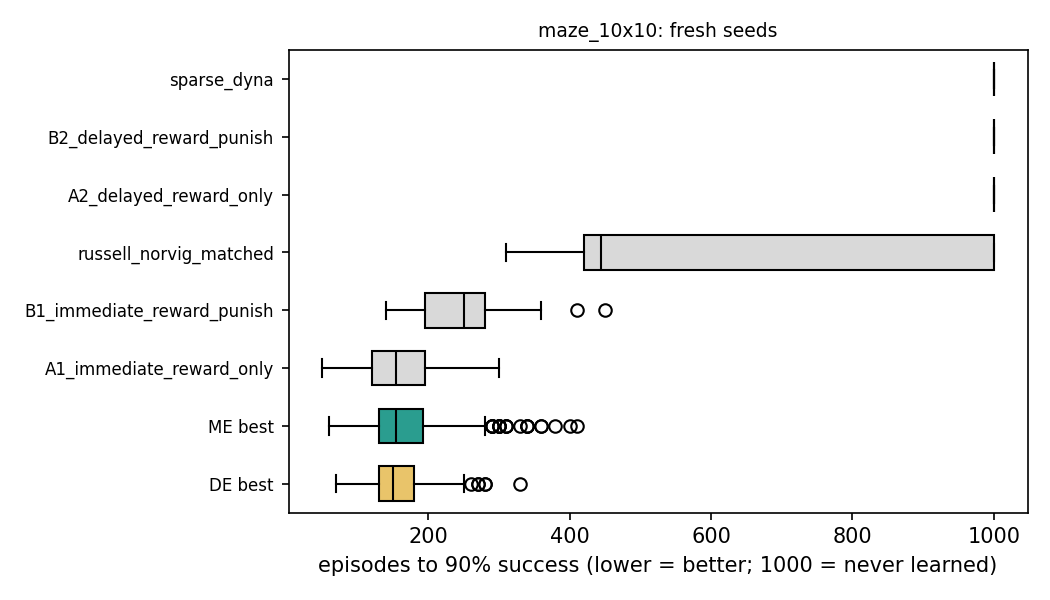 maze_10x10: fresh seeds
sparse_dyna
B2_delayed_reward_punish
A2_delayed_reward_only
russell_norvig_matched
B1_immediate_reward_punish
A1_immediate_reward_only
ME best
DE best
200 400 600 800 1000
episodes to 90% success (lower = better; 1000 = never learned)